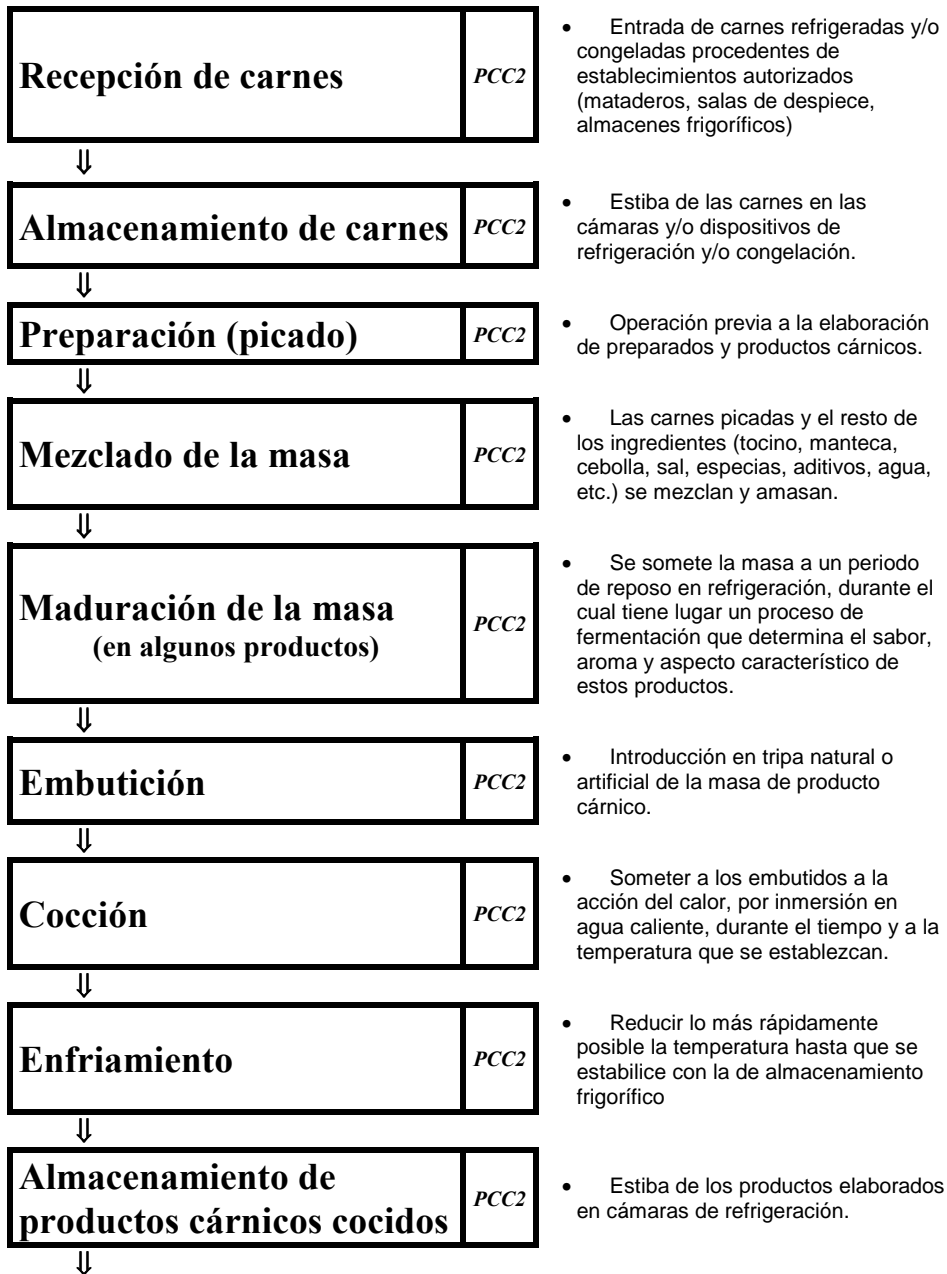 Recepción de carnes
PCC2
• Entrada de carnes refrigeradas y/o
congeladas procedentes de
establecimientos autorizados
(mataderos, salas de despiece,
almacenes frigoríficos)
⇓
Almacenamiento de carnes
PCC2
• Estiba de las carnes en las
cámaras y/o dispositivos de
refrigeración y/o congelación.
⇓
Preparación (picado)
PCC2
• Operación previa a la elaboración
de preparados y productos cárnicos.
⇓
Mezclado de la masa
PCC2
• Las carnes picadas y el resto de
los ingredientes (tocino, manteca,
cebolla, sal, especias, aditivos, agua,
etc.) se mezclan y amasan.
⇓
Maduración de la masa
(en algunos productos)
PCC2
• Se somete la masa a un periodo
de reposo en refrigeración, durante el
cual tiene lugar un proceso de
fermentación que determina el sabor,
aroma y aspecto característico de
estos productos.
⇓
Embutición
PCC2
• Introducción en tripa natural o
artificial de la masa de producto
cárnico.
⇓
Cocción
PCC2
• Someter a los embutidos a la
acción del calor, por inmersión en
agua caliente, durante el tiempo y a la
temperatura que se establezcan.
⇓
Enfriamiento
PCC2
• Reducir lo más rápidamente
posible la temperatura hasta que se
estabilice con la de almacenamiento
frigorífico
⇓
Almacenamiento de
productos cárnicos cocidos
PCC2
• Estiba de los productos elaborados
en cámaras de refrigeración.
⇓